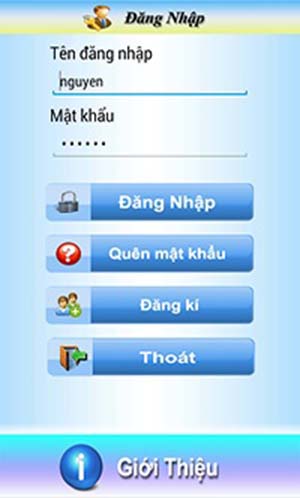 Đăng Nhập
Tên đăng nhập
nguyen
Mật khẩu
••••••
Đăng Nhập
Quên mật khẩu
Đăng kí
Thoát
Giới Thiệu